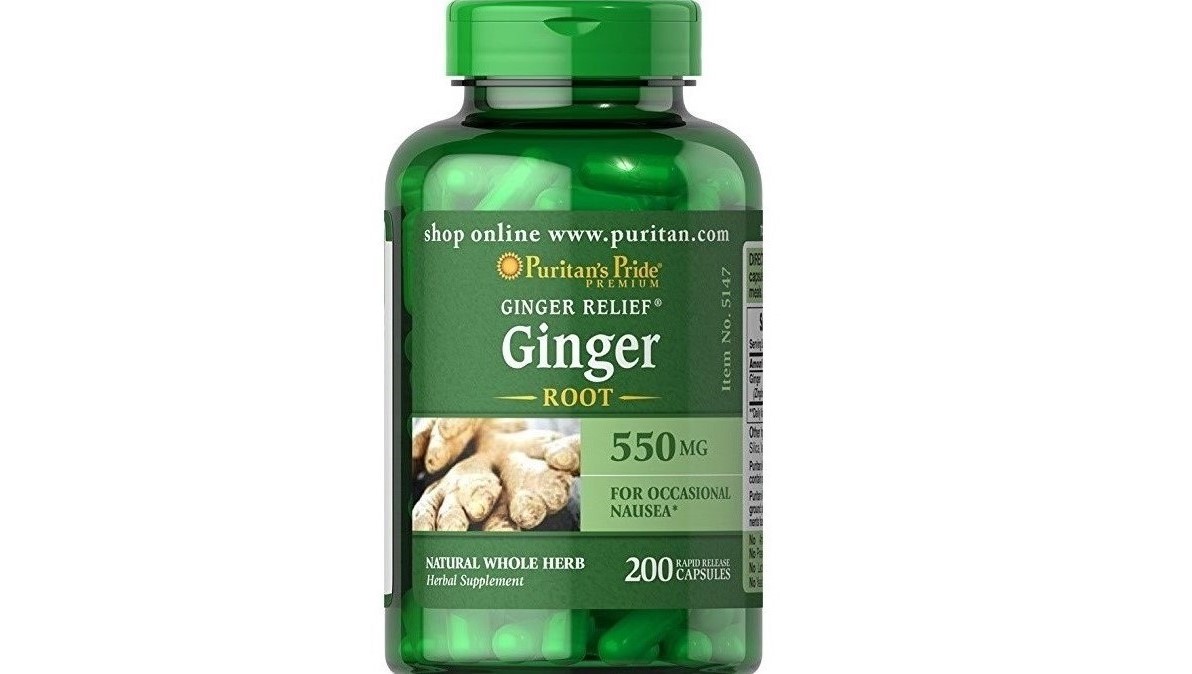 shop online www.puritan.com
Puritan's Pride®
PREMIUM
GINGER RELIEF®
Ginger
ROOT
550 MG
FOR OCCASIONAL
NAUSEA*
NATURAL WHOLE HERB
Herbal Supplement
200 RAPID RELEASE
CAPSULES
Item No. 5147